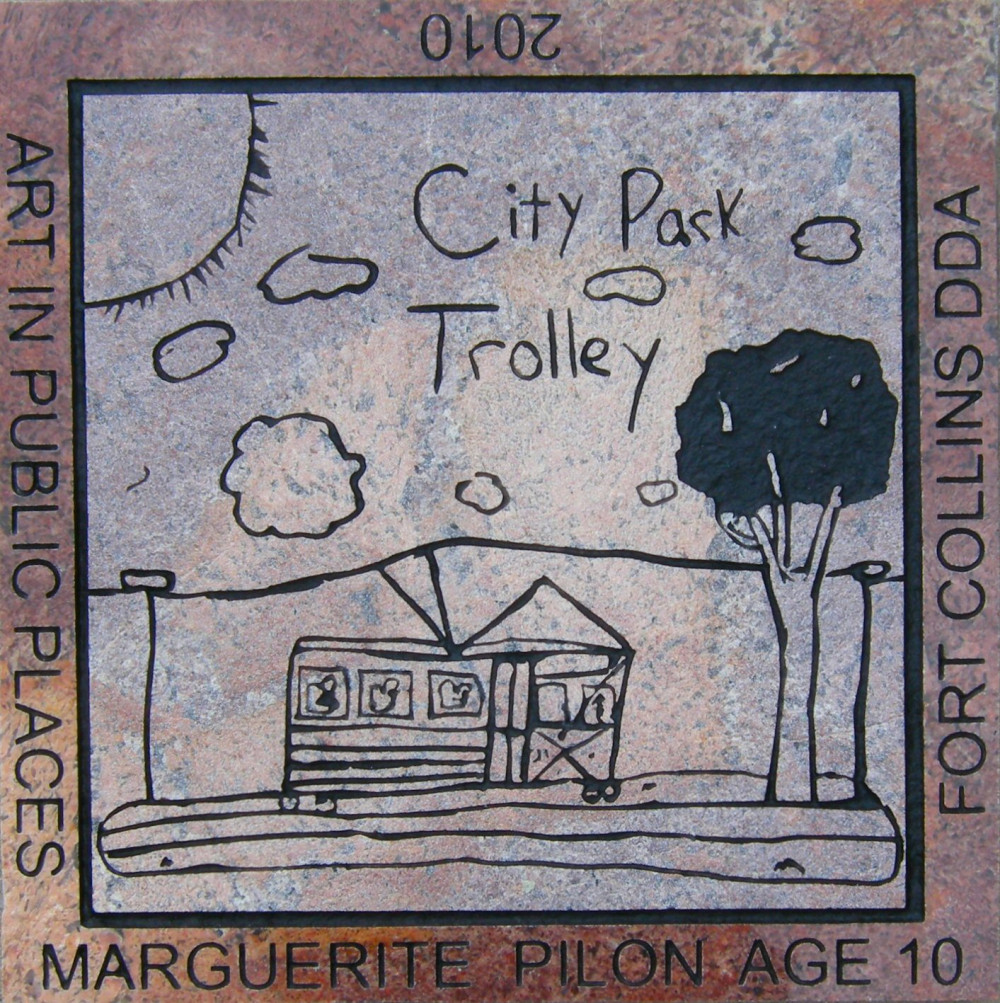 2010
City Park
Trolley
ART IN PUBLIC PLACES
FORT COLLINS DDA
MARGUERITE PILON AGE 10